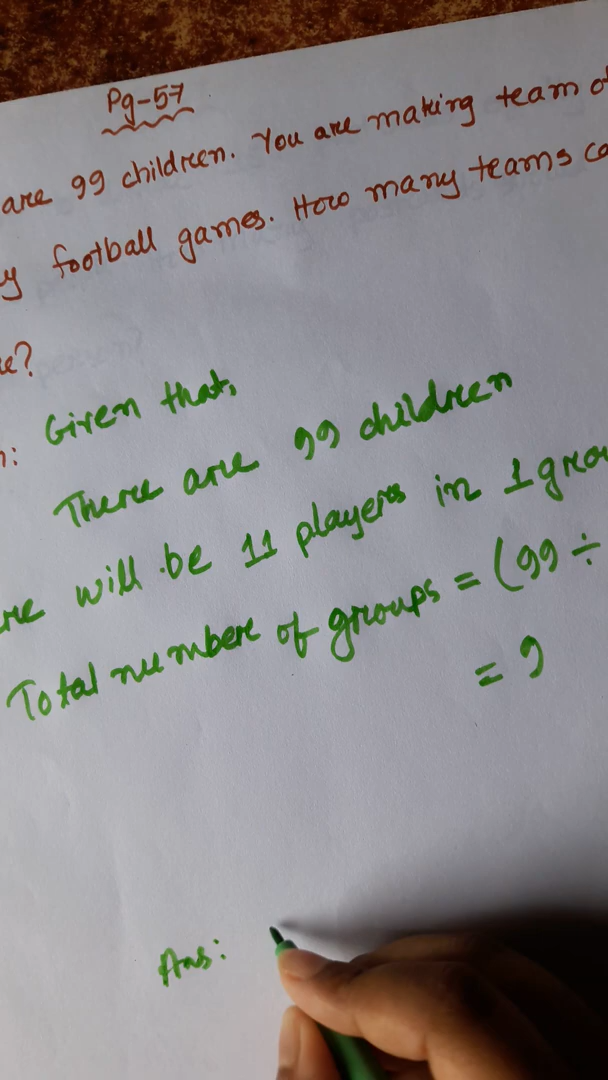 Pg-57
are 99 children. You are making team of
y football games. How many teams ca
e?
n: Given that,
There are 99 children
re will be 11 players in 1 grou
Total number of groups = (99 ÷
= 9
Ans: